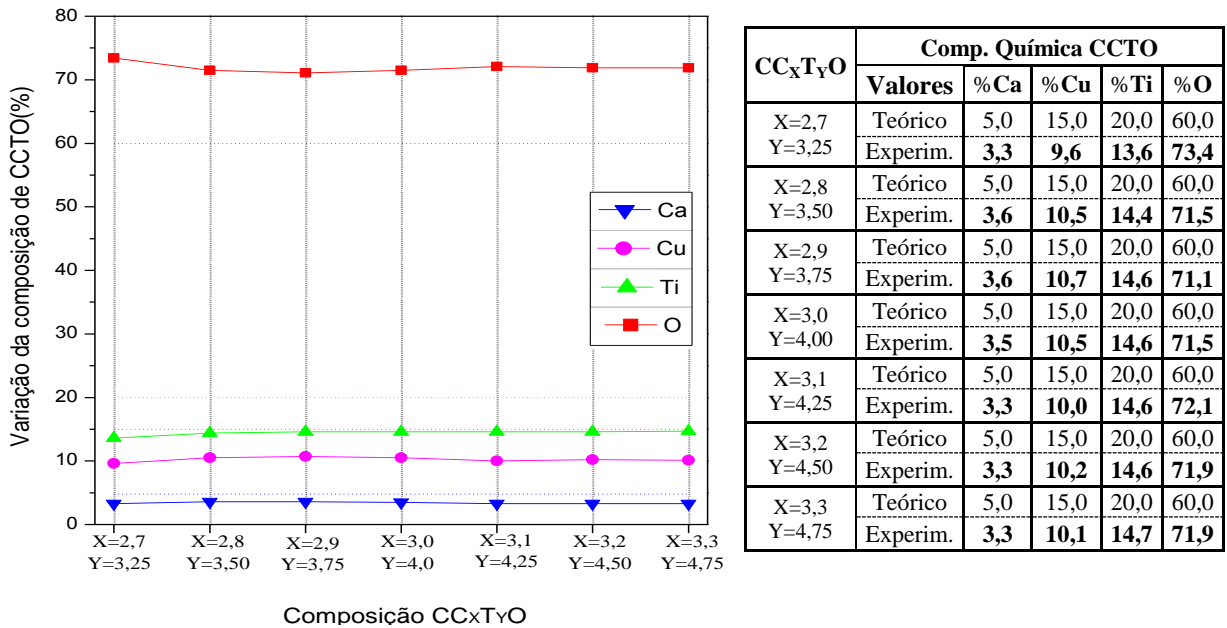 80
70
60
50
40
30
20
10
0
Variação da composição de CCTO(%)
Ca
Cu
Ti
O
X=2,7 X=2,8 X=2,9 X=3,0 X=3,1 X=3,2 X=3,3
Y=3,25 Y=3,50 Y=3,75 Y=4,0 Y=4,25 Y=4,50 Y=4,75
Composição CCxTYO
CCXTYO Comp. Química CCTO
Valores %Ca %Cu %Ti %O
X=2,7 Teórico 5,0 15,0 20,0 60,0
Y=3,25 Experim. 3,3 9,6 13,6 73,4
X=2,8 Teórico 5,0 15,0 20,0 60,0
Y=3,50 Experim. 3,6 10,5 14,4 71,5
X=2,9 Teórico 5,0 15,0 20,0 60,0
Y=3,75 Experim. 3,6 10,7 14,6 71,1
X=3,0 Teórico 5,0 15,0 20,0 60,0
Y=4,00 Experim. 3,5 10,5 14,6 71,5
X=3,1 Teórico 5,0 15,0 20,0 60,0
Y=4,25 Experim. 3,3 10,0 14,6 72,1
X=3,2 Teórico 5,0 15,0 20,0 60,0
Y=4,50 Experim. 3,3 10,2 14,6 71,9
X=3,3 Teórico 5,0 15,0 20,0 60,0
Y=4,75 Experim. 3,3 10,1 14,7 71,9